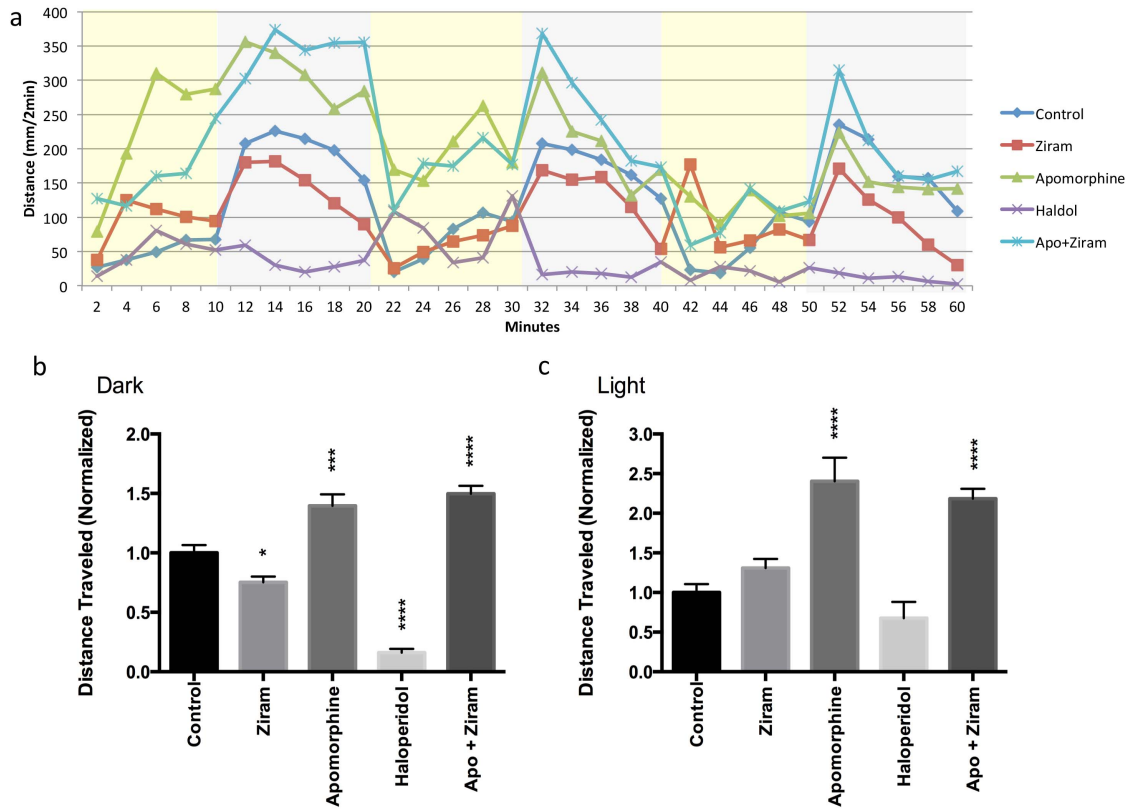 a
Distance (mm/2min)
400
350
300
250
200
150
100
50
0
2 4 6 8 10 12 14 16 18 20 22 24 26 28 30 32 34 36 38 40 42 44 46 48 50 52 54 56 58 60
Minutes
Control
Ziram
Apomorphine
Haldol
Apo+Ziram
b
Dark
Distance Traveled (Normalized)
2.0
1.5
1.0
0.5
0.0
*
***
****
****
Control
Ziram
Apomorphine
Haloperidol
Apo + Ziram
c
Light
Distance Traveled (Normalized)
3.0
2.5
2.0
1.5
1.0
0.5
0.0
****
****
Control
Ziram
Apomorphine
Haloperidol
Apo + Ziram